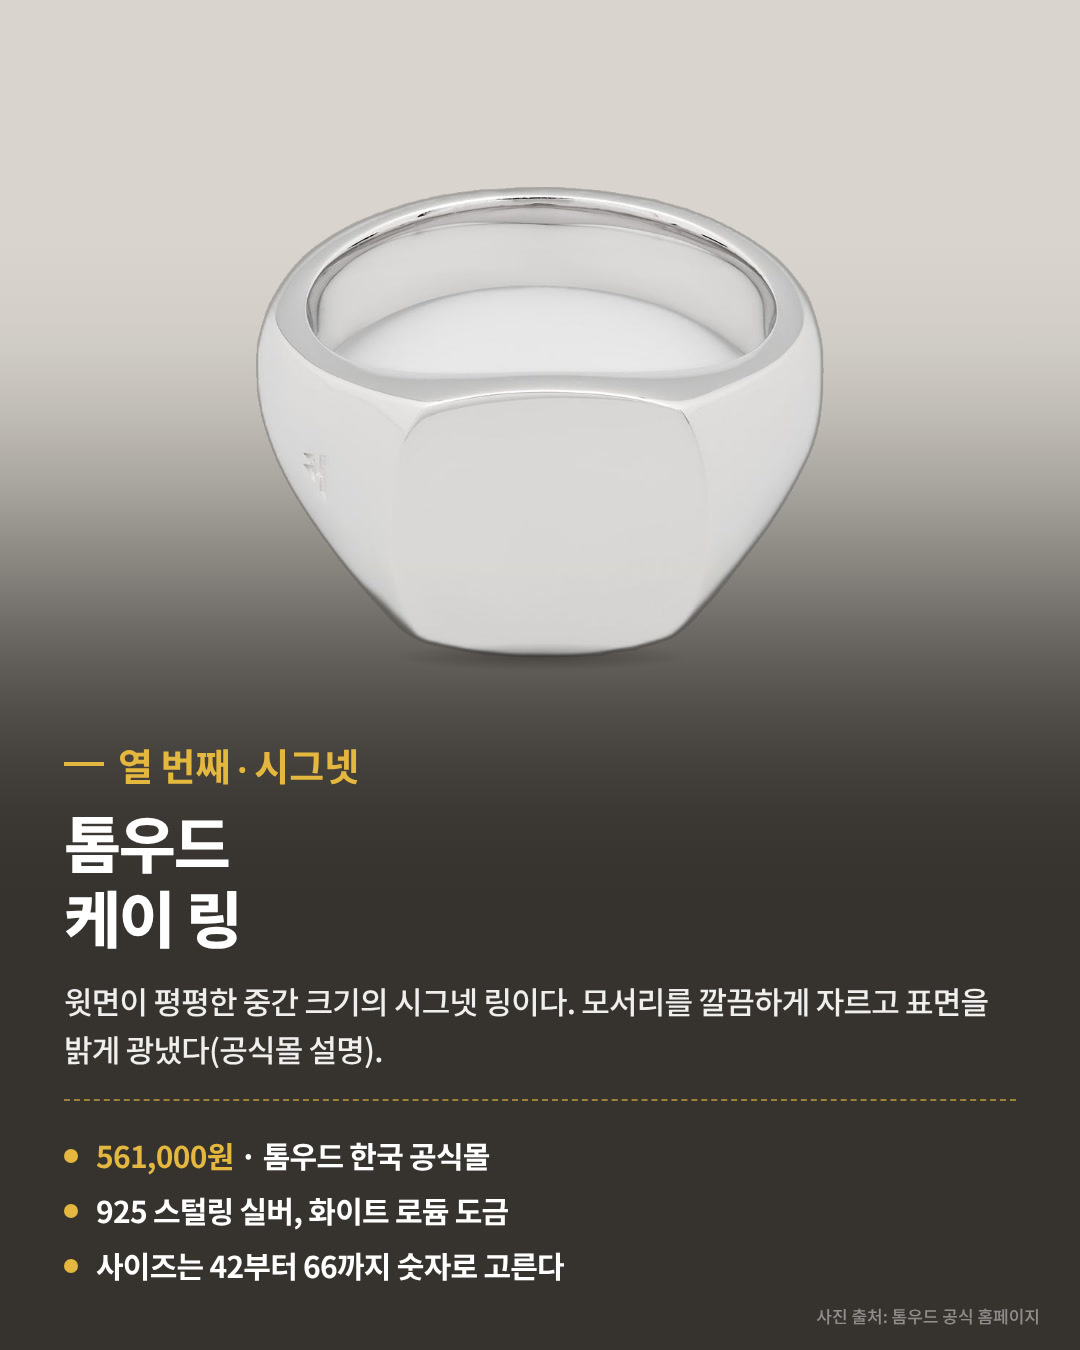 열 번째 · 시그넷
톰우드
케이 링
윗면이 평평한 중간 크기의 시그넷 링이다. 모서리를 깔끔하게 자르고 표면을
밝게 광냈다(공식몰 설명).
561,000원 · 톰우드 한국 공식몰
925 스털링 실버, 화이트 로듐 도금
사이즈는 42부터 66까지 숫자로 고른다
사진 출처: 톰우드 공식 홈페이지